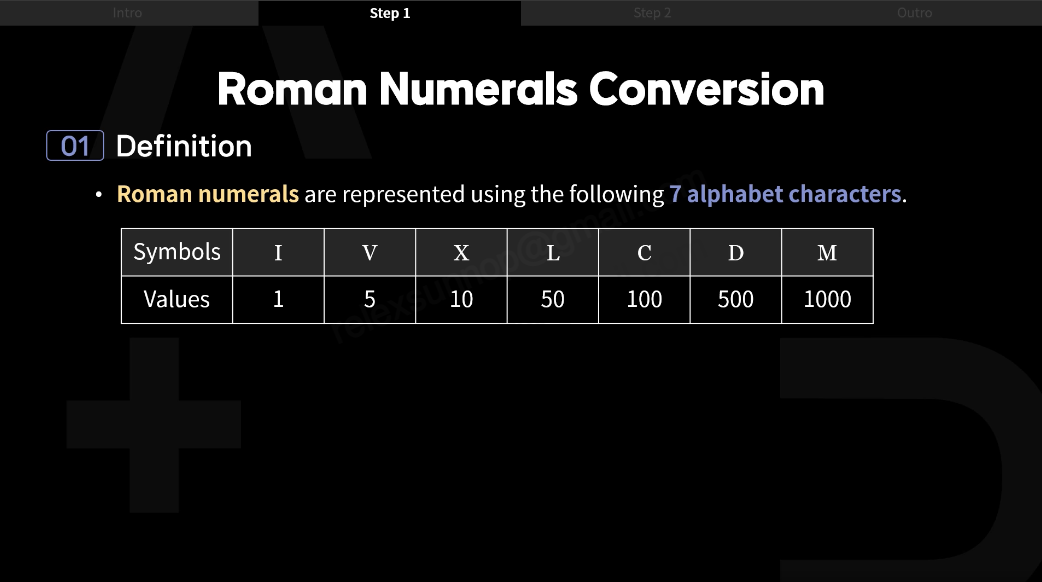 Intro Step 1 Step 2 Outro
Roman Numerals Conversion
01 Definition
• Roman numerals are represented using the following 7 alphabet characters.
Symbols I V X L C D M
Values 1 5 10 50 100 500 1000